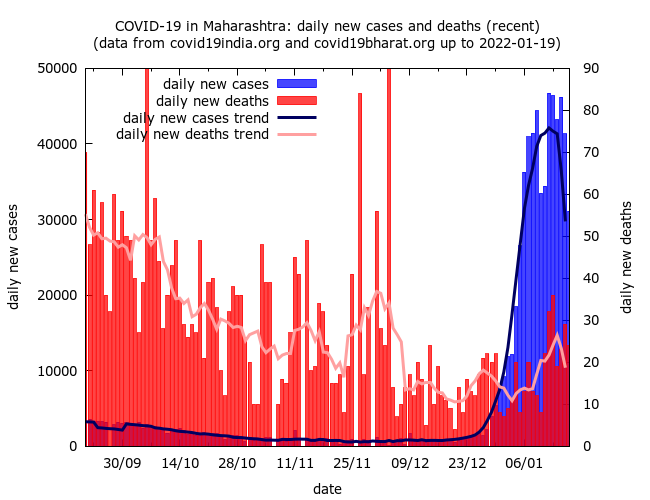 COVID-19 in Maharashtra: daily new cases and deaths (recent)
(data from covid19india.org and covid19bharat.org up to 2022-01-19)
daily new cases
daily new deaths
daily new cases trend
daily new deaths trend
50000
40000
30000
20000
10000
0
daily new cases
90
80
70
60
50
40
30
20
10
0
daily new deaths
30/09 14/10 28/10 11/11 25/11 09/12 23/12 06/01
date